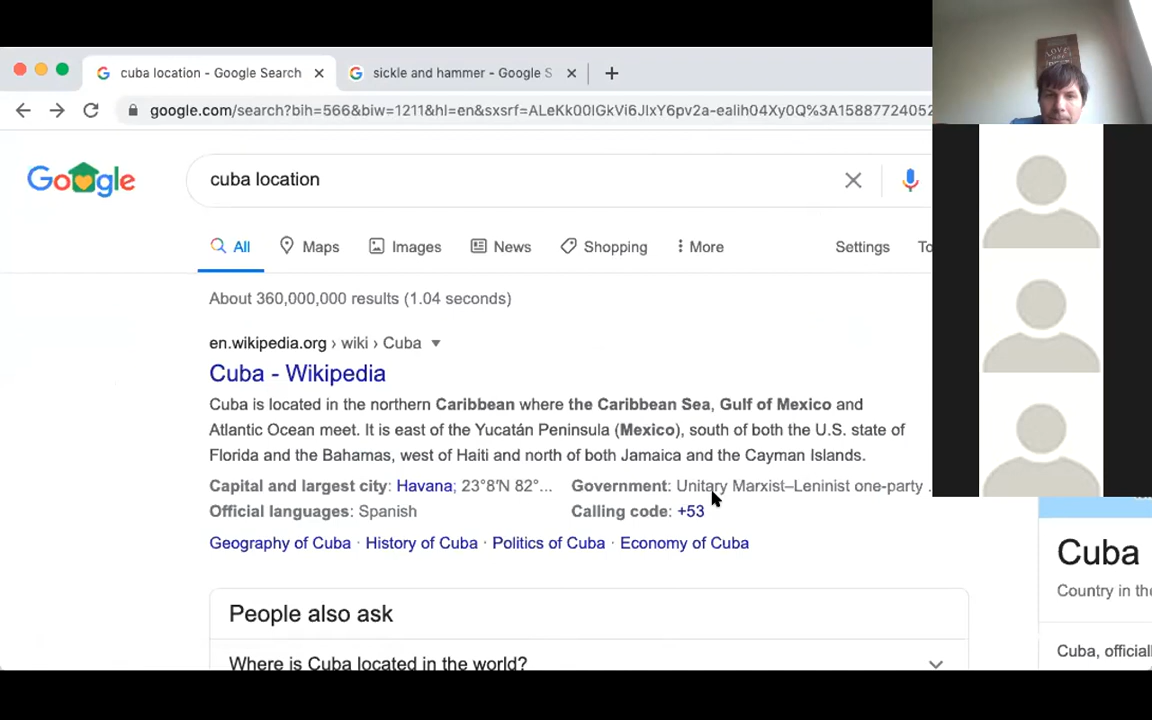 cuba location - Google Search
sickle and hammer - Google S
google.com/search?bih=566&biw=1211&hl=en&sxsrf=ALeKk00lGkVi6JlxY6pv2a-ealih04Xy0Q%3A15887724052
Google
cuba location
All Maps Images News Shopping More Settings To
About 360,000,000 results (1.04 seconds)
en.wikipedia.org › wiki › Cuba
Cuba - Wikipedia
Cuba is located in the northern Caribbean where the Caribbean Sea, Gulf of Mexico and
Atlantic Ocean meet. It is east of the Yucatán Peninsula (Mexico), south of both the U.S. state of
Florida and the Bahamas, west of Haiti and north of both Jamaica and the Cayman Islands.
Capital and largest city: Havana; 23°8′N 82°... Government: Unitary Marxist–Leninist one-party .
Official languages: Spanish Calling code: +53
Geography of Cuba · History of Cuba · Politics of Cuba · Economy of Cuba
People also ask
Where is Cuba located in the world?
Cuba
Country in the
Cuba, official